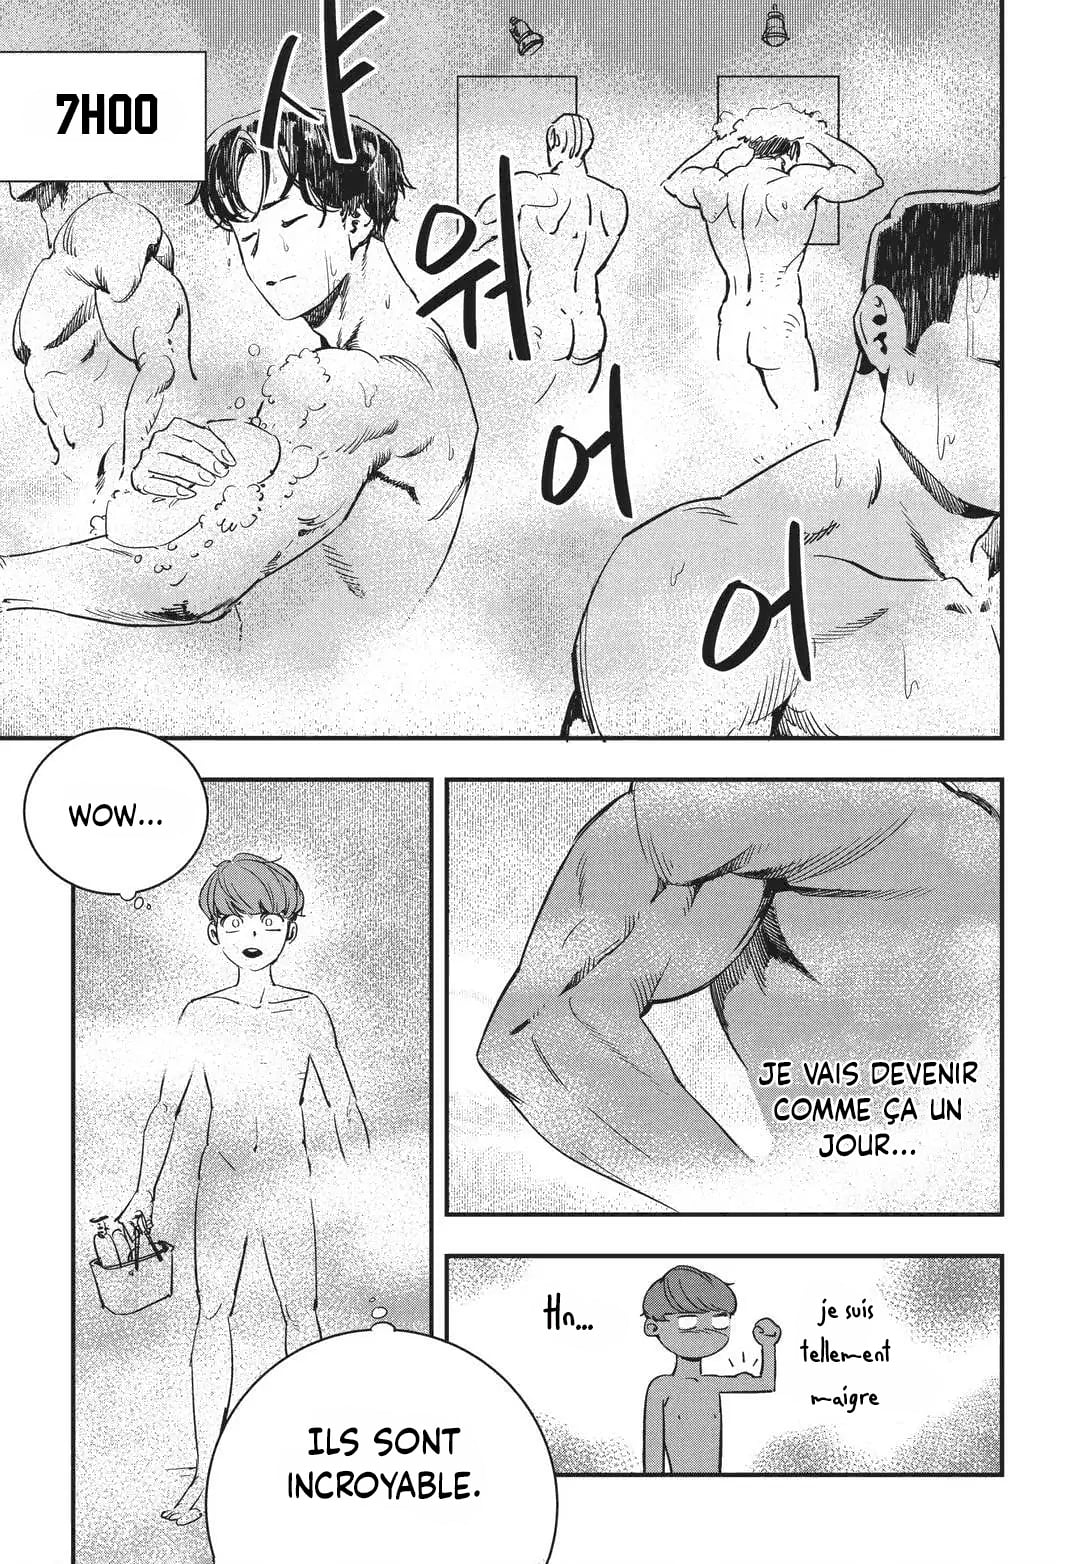 7H00
샤
워
어
어
WOW...
ILS SONT
INCROYABLE.
JE VAIS DEVENIR
COMME ÇA UN
JOUR...
Hn...
je suis
tellement
maigre